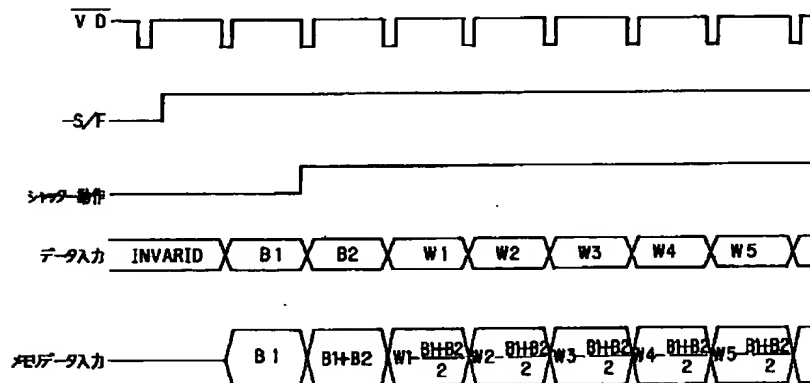 V D
S/F
シャッター動作
データ入力 INVARID B1 B2 W1 W2 W3 W4 W5
メモリデータ入力 B1 B1+B2 W1-B1+B2/2 W2-B1+B2/2 W3-B1+B2/2 W4-B1+B2/2 W5-B1+B2/2